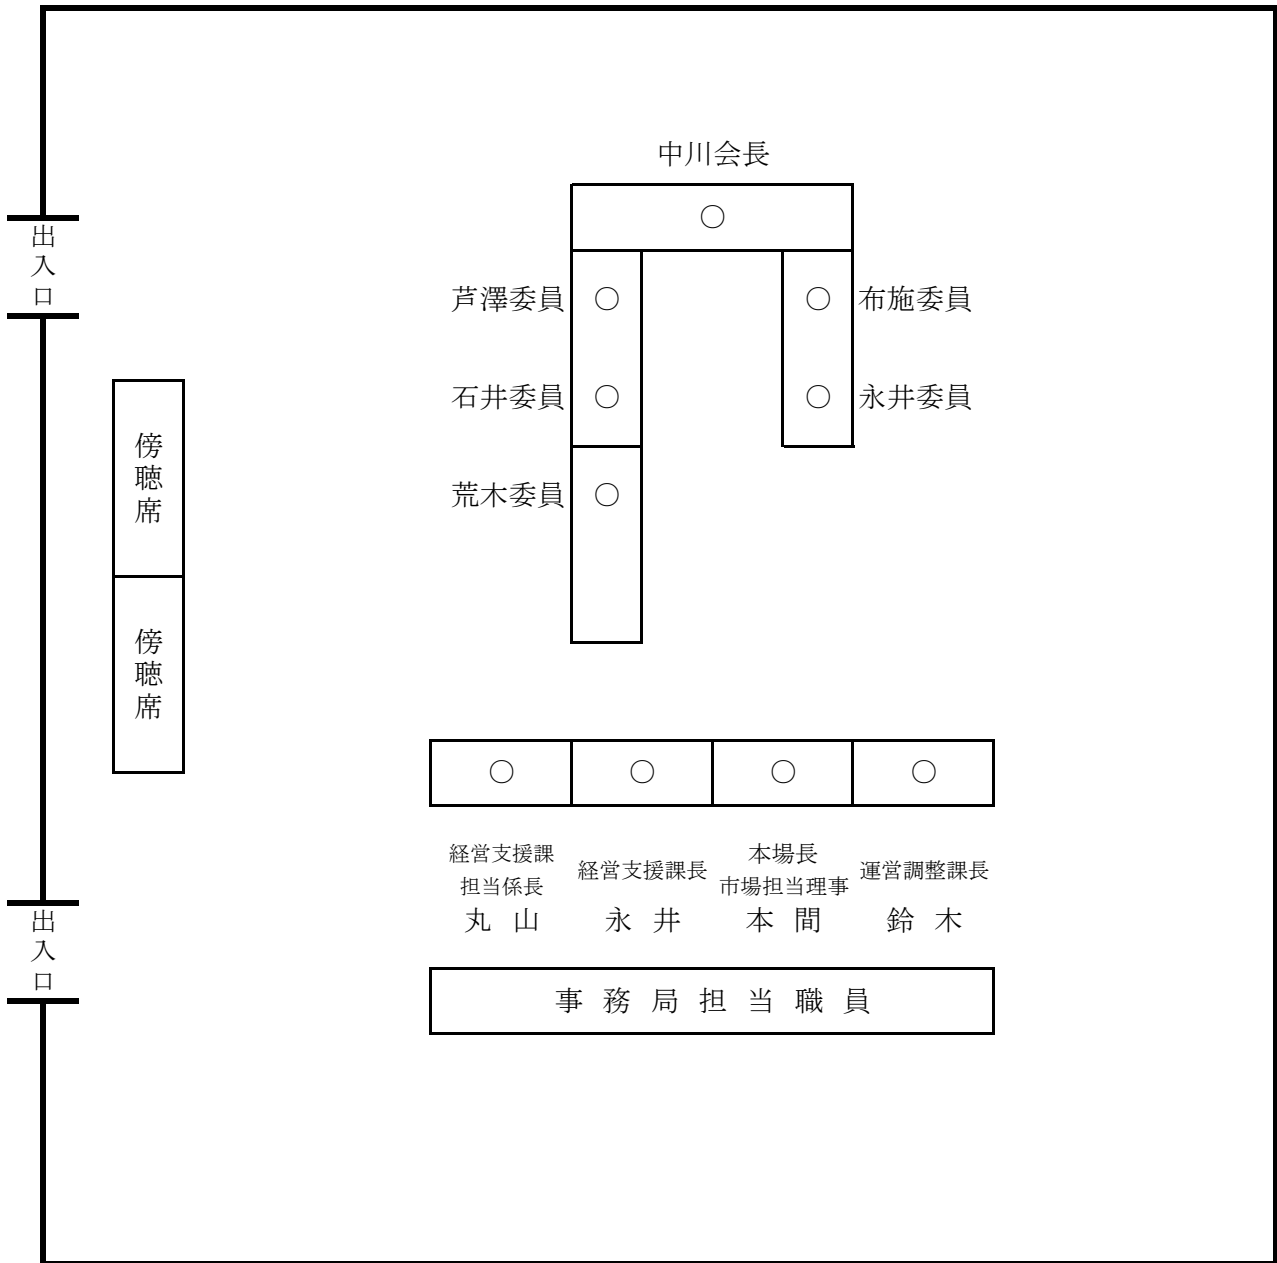 中川会長
○
出入口
芦澤委員 ○ ○ 布施委員
石井委員 ○ ○ 永井委員
荒木委員 ○
傍聴席
傍聴席
○ ○ ○ ○
経営支援課
担当係長
丸 山
経営支援課長
永 井
本場長
市場担当理事
本 間
運営調整課長
鈴 木
出入口
事 務 局 担 当 職 員